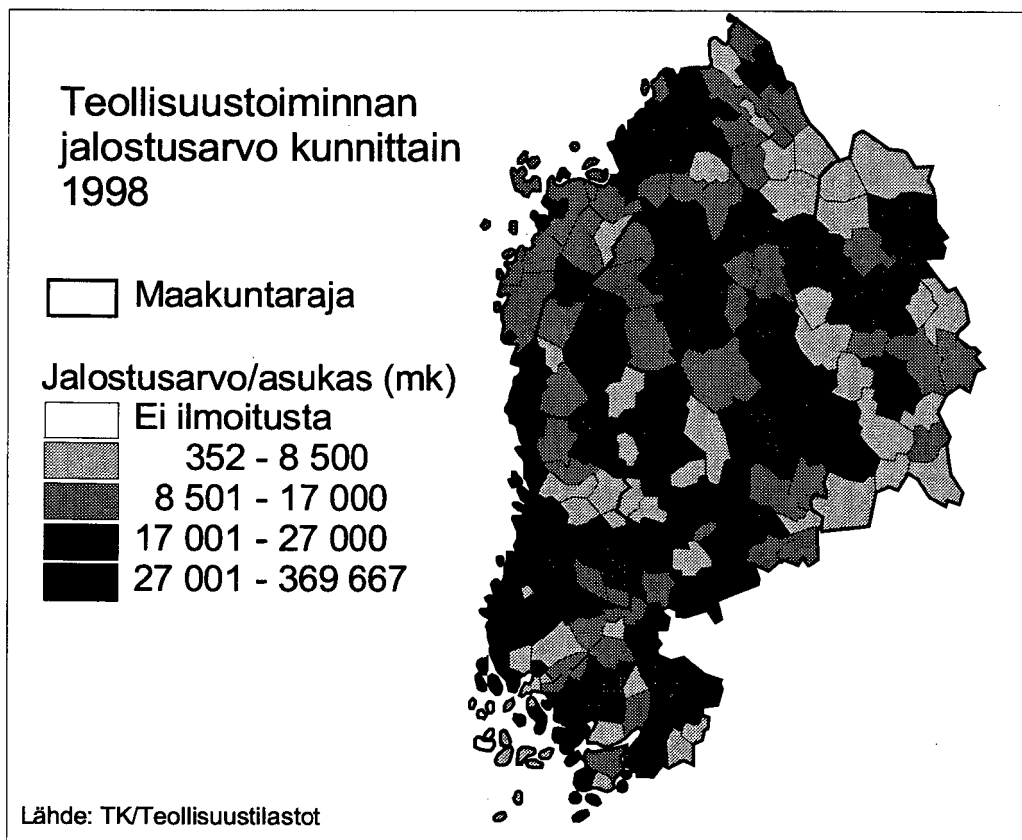 Teollisuustoiminnan
jalostusarvo kunnittain
1998
Maakuntaraja
Jalostusarvo/asukas (mk)
Ei ilmoitusta
352 - 8 500
8 501 - 17 000
17 001 - 27 000
27 001 - 369 667
Lähde: TK/Teollisuustilastot